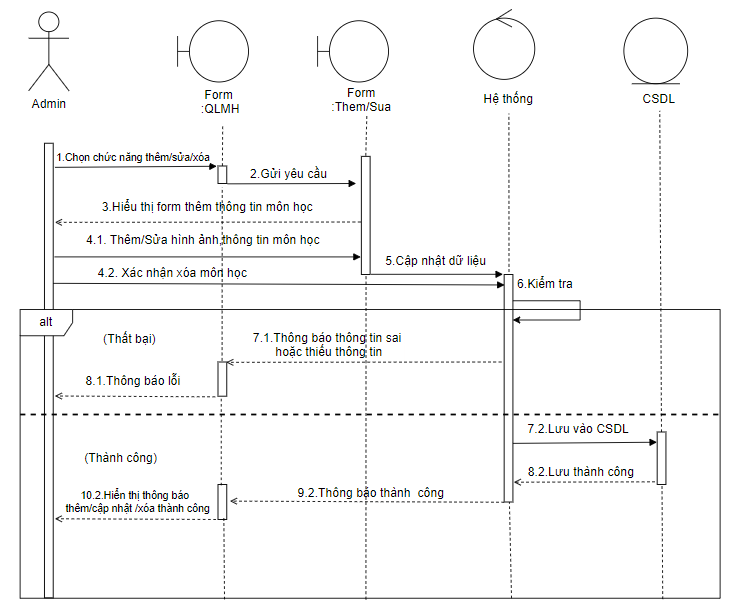 Admin
Form
:QLMH
Form
:Them/Sua
Hệ thống
CSDL
1.Chọn chức năng thêm/sửa/xóa
2.Gửi yêu cầu
3.Hiểu thị form thêm thông tin môn học
4.1. Thêm/Sửa hình ảnh,thông tin môn học
5.Cập nhật dữ liệu
4.2. Xác nhận xóa môn học
6.Kiểm tra
alt
(Thất bại)
7.1.Thông báo thông tin sai
hoặc thiếu thông tin
8.1.Thông báo lỗi
7.2.Lưu vào CSDL
(Thành công)
8.2.Lưu thành công
9.2.Thông báo thành công
10.2.Hiển thị thông báo
thêm/cập nhật /xóa thành công